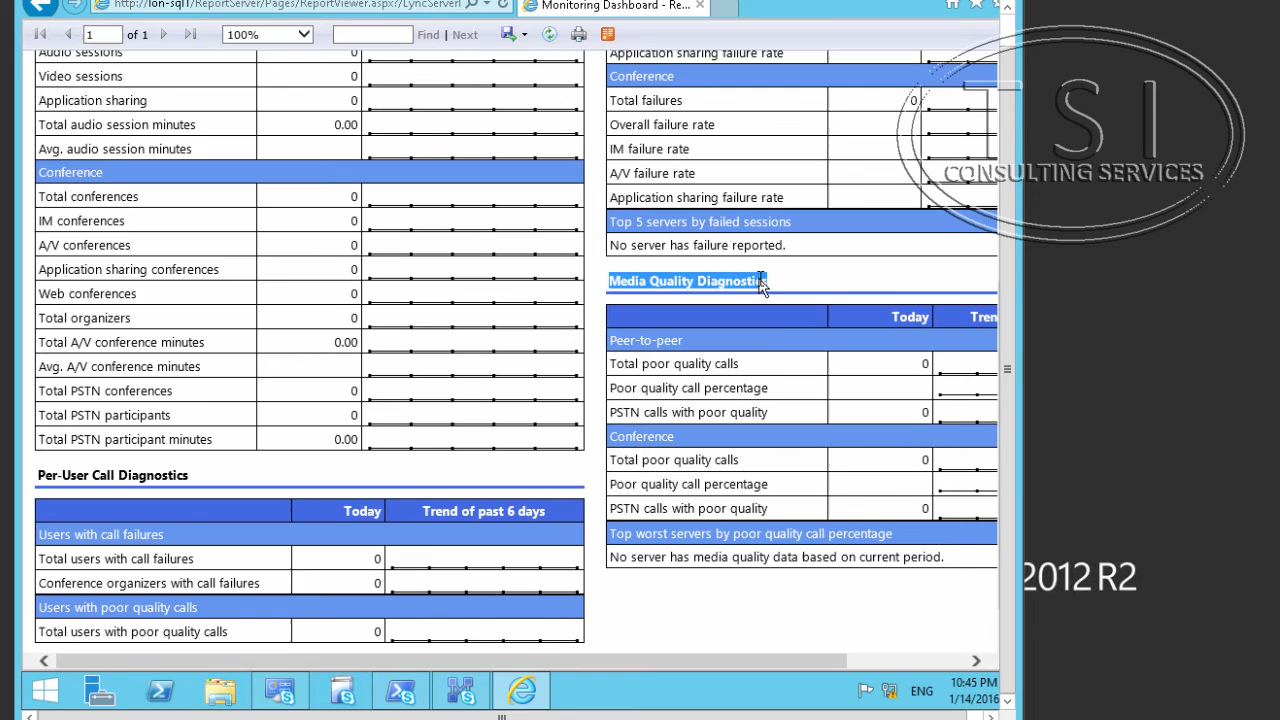 http://lon-sql1/ReportServer/Pages/ReportViewer.aspx?/LyncServer
Monitoring Dashboard - Re...
1 of 1 100% Find | Next
Audio sessions 0
Video sessions 0
Application sharing 0
Total audio session minutes 0.00
Avg. audio session minutes
Conference
Total conferences 0
IM conferences 0
A/V conferences 0
Application sharing conferences 0
Web conferences 0
Total organizers 0
Total A/V conference minutes 0.00
Avg. A/V conference minutes
Total PSTN conferences 0
Total PSTN participants 0
Total PSTN participant minutes 0.00
Per-User Call Diagnostics
Today Trend of past 6 days
Users with call failures
Total users with call failures 0
Conference organizers with call failures 0
Users with poor quality calls
Total users with poor quality calls 0
Application sharing failure rate
Conference
Total failures 0
Overall failure rate
IM failure rate
A/V failure rate
Application sharing failure rate
Top 5 servers by failed sessions
No server has failure reported.
Media Quality Diagnostic
Today Tren
Peer-to-peer
Total poor quality calls 0
Poor quality call percentage
PSTN calls with poor quality 0
Conference
Total poor quality calls 0
Poor quality call percentage
PSTN calls with poor quality 0
Top worst servers by poor quality call percentage
No server has media quality data based on current period.
TSI
CONSULTING SERVICES
2012 R2
ENG
10:45 PM
1/14/2016